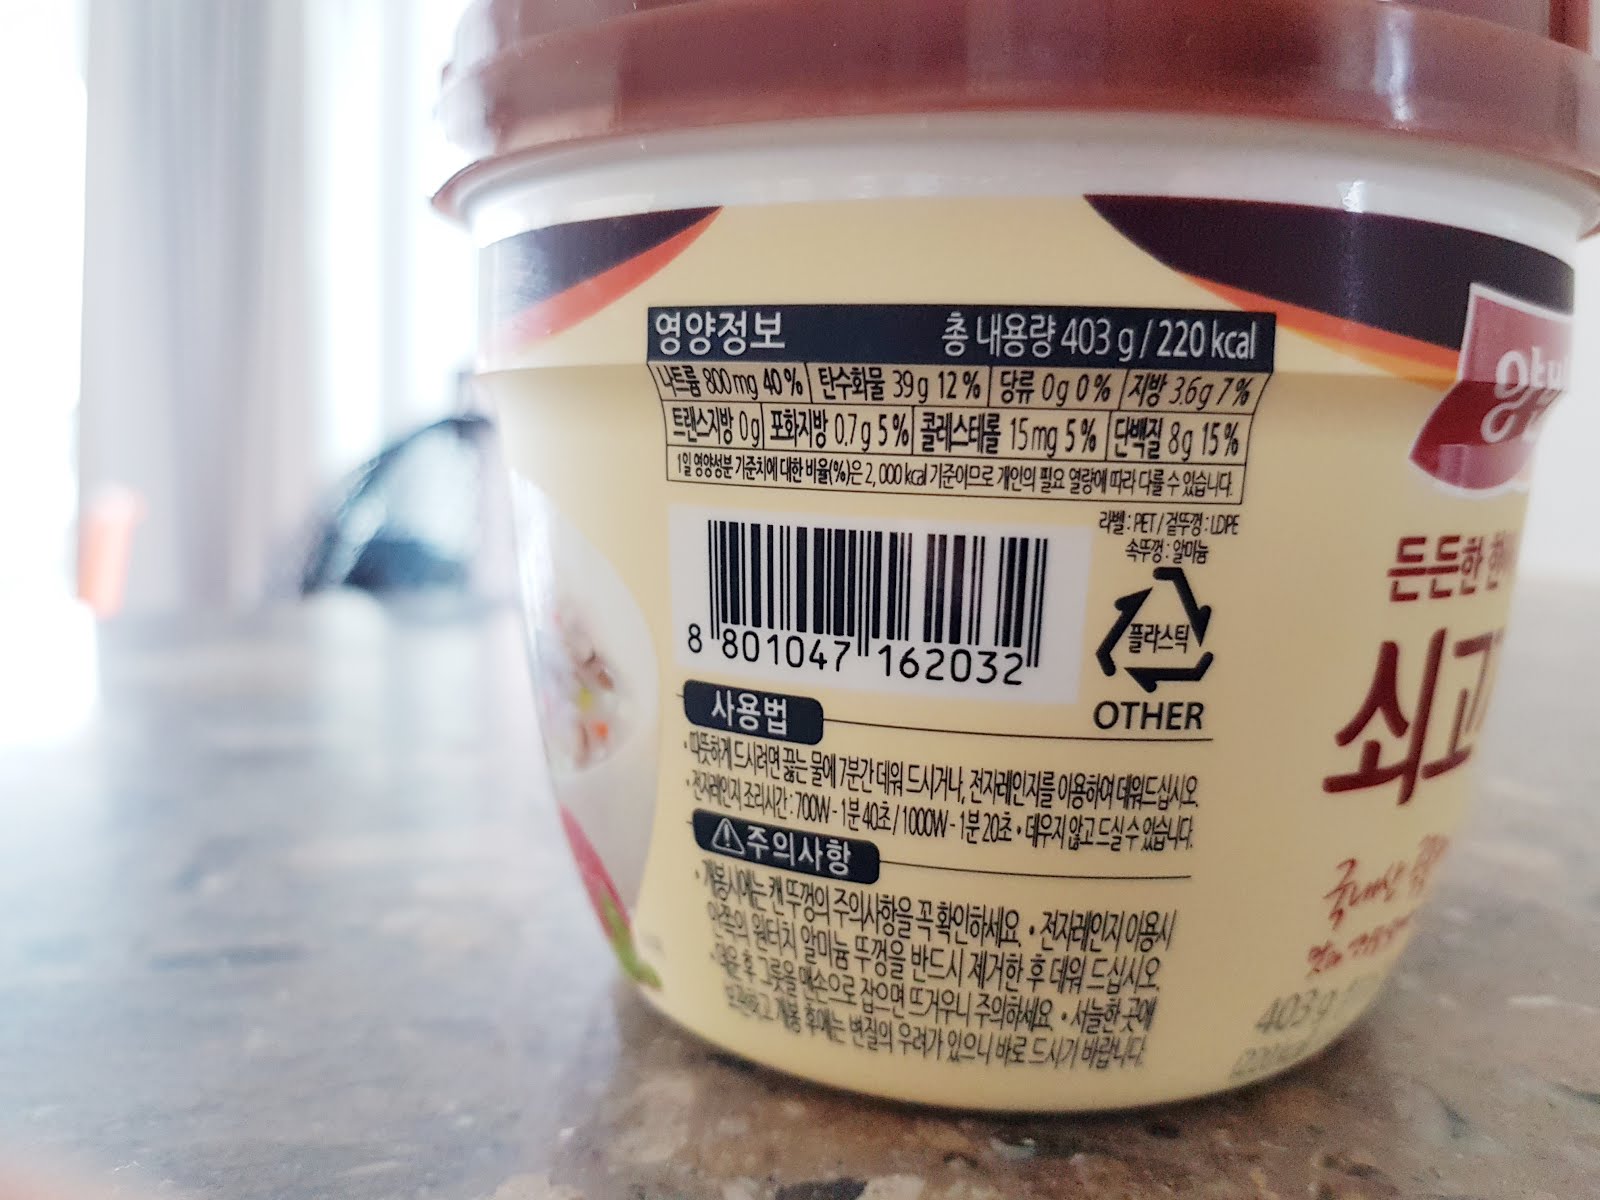 영양정보 총 내용량 403 g / 220 kcal
나트륨 800 mg 40 % 탄수화물 39 g 12 % 당류 0 g 0 % 지방 3.6 g 7 %
트랜스지방 0 g 포화지방 0.7 g 5 % 콜레스테롤 15 mg 5 % 단백질 8 g 15 %
1일 영양성분 기준치에 대한 비율(%)은 2,000 kcal 기준이므로 개인의 필요 열량에 따라 다를 수 있습니다.
라벨 : PET / 겉뚜껑 : LDPE
속뚜껑 : 알미늄
플라스틱
OTHER
8 801047 162032
사용법
• 따뜻하게 드시려면 끓는 물에 7분간 데워 드시거나, 전자레인지를 이용하여 데워드십시오.
• 전자레인지 조리시간 : 700W - 1분 40초 / 1000W - 1분 20초 • 데우지 않고 드실 수 있습니다.
주의사항
• 개봉시에는 캔 뚜껑의 주의사항을 꼭 확인하세요. • 전자레인지 이용시
안쪽의 원터치 알미늄 뚜껑을 반드시 제거한 후 데워 드십시오.
• 데운 후 그릇을 맨손으로 잡으면 뜨거우니 주의하세요. • 서늘한 곳에
보관하고 개봉 후에는 변질의 우려가 있으니 바로 드시기 바랍니다.
양반
든든한
쇠고
국내산
403 g